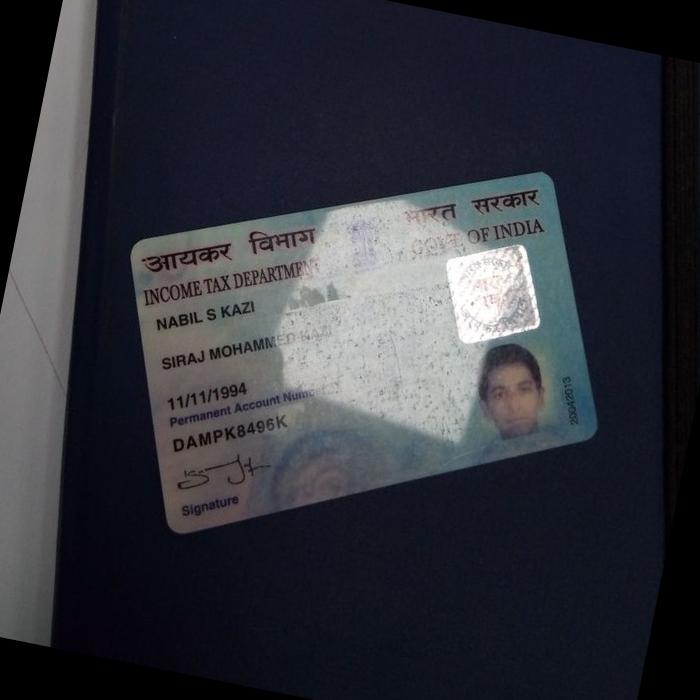 आयकर विभाग भारत सरकार
INCOME TAX DEPARTMENT GOVT. OF INDIA
NABIL S KAZI
SIRAJ MOHAMMED KAZI
11/11/1994
Permanent Account Number
DAMPK8496K
Signature
20042013